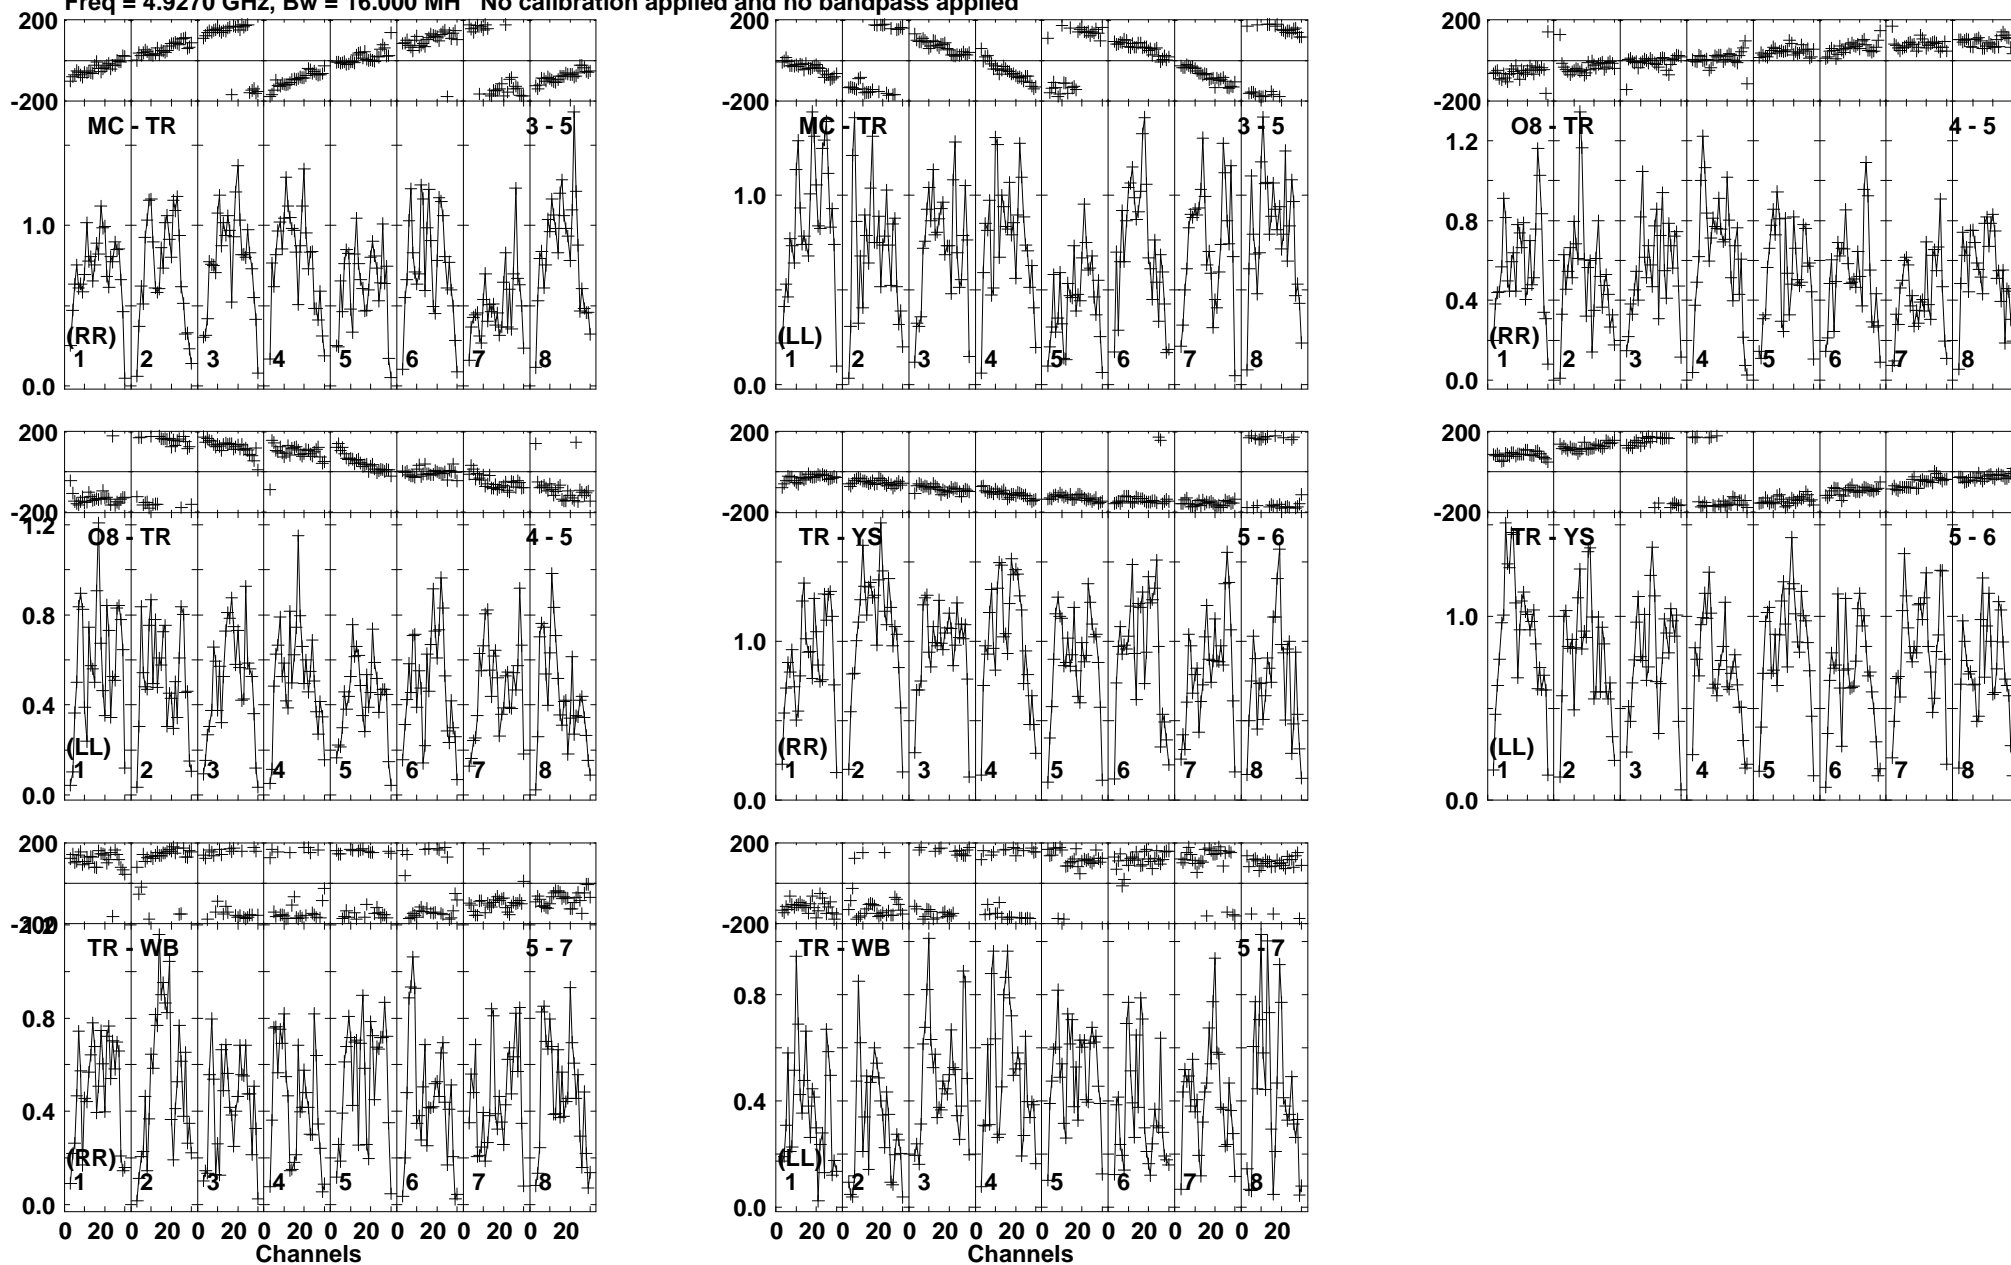 Freq = 4.9270 GHz, Bw = 16.000 MH No calibration applied and no bandpass applied
200
-200
MC - TR 3 - 5
1.0
(RR)
1 2 3 4 5 6 7 8
0.0
200
-200
MC - TR 3 - 5
1.0
(LL)
1 2 3 4 5 6 7 8
0.0
200
-200
O8 - TR 4 - 5
1.2
0.8
0.4
(RR)
1 2 3 4 5 6 7 8
0.0
200
-200
1.2
O8 - TR 4 - 5
0.8
0.4
(LL)
1 2 3 4 5 6 7 8
0.0
200
-200
TR - YS 5 - 6
1.0
(RR)
1 2 3 4 5 6 7 8
0.0
200
-200
TR - YS 5 - 6
1.0
(LL)
1 2 3 4 5 6 7 8
0.0
200
-200
1.2
TR - WB 5 - 7
0.8
0.4
(RR)
1 2 3 4 5 6 7 8
0.0
0 20 0 20 0 20 0 20 0 20 0 20 0 20 0 20
Channels
200
-200
TR - WB 5 - 7
0.8
0.4
(LL)
1 2 3 4 5 6 7 8
0.0
0 20 0 20 0 20 0 20 0 20 0 20 0 20 0 20
Channels